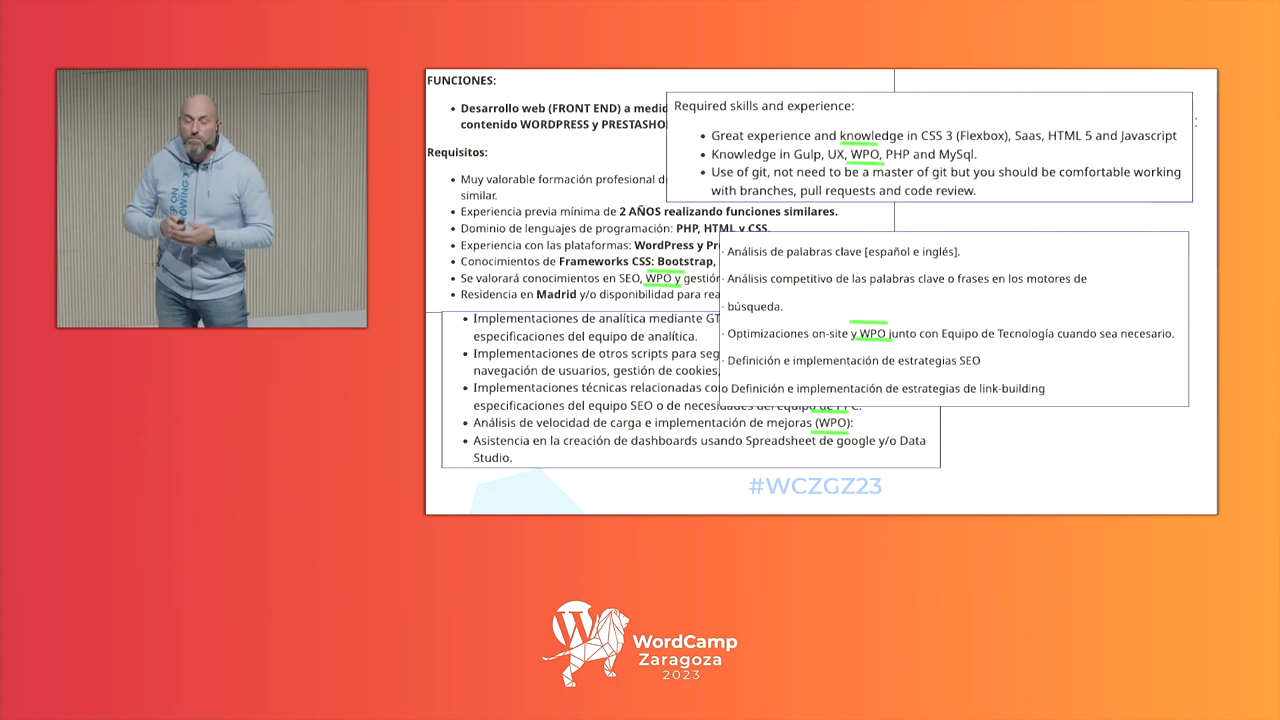 FUNCIONES:
Desarrollo web (FRONT END) a
contenido WORDPRESS y
Requisitos:
Muy valorable formación profesional
similar.
Experiencia previa mínima de 2 AÑOS realizando funciones similares.
Dominio de lenguajes de programación: PHP, HTML y CSS.
Experiencia con las plataformas: WordPress y
Conocimientos de Frameworks CSS: Bootstrap,
Se valorará conocimientos en SEO, WPO y
Residencia en Madrid y/o disponibilidad para
Required skills and experience:
Great experience and knowledge in CSS 3 (Flexbox), Saas, HTML 5 and Javascript
Knowledge in Gulp, UX, WPO, PHP and MySql.
Use of git, not need to be a master of git but you should be comfortable working
with branches, pull requests and code review.
:
· Análisis de palabras clave [español e inglés].
· Análisis competitivo de las palabras clave o frases en los motores de
· búsqueda.
· Optimizaciones on-site y WPO junto con Equipo de Tecnología cuando sea necesario.
· Definición e implementación de estrategias SEO
o Definición e implementación de estrategias de link-building
Implementaciones de analítica mediante
especificaciones del equipo de analítica.
Implementaciones de otros scripts para
navegación de usuarios, gestión de cookies,
Implementaciones técnicas relacionadas
especificaciones del equipo SEO o de necesidades del equipo de PPC.
Análisis de velocidad de carga e implementación de mejoras (WPO):
Asistencia en la creación de dashboards usando Spreadsheet de google y/o Data
Studio.
#WCZGZ23
WordCamp
Zaragoza
2023